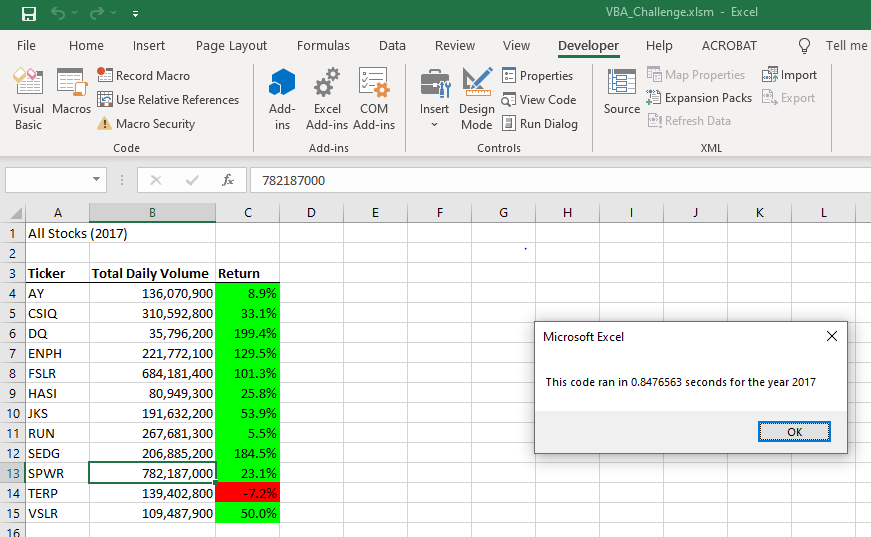 VBA_Challenge.xlsm - Excel
File Home Insert Page Layout Formulas Data Review View Developer Help ACROBAT Tell me
Visual Basic
Macros
Record Macro
Use Relative References
Macro Security
Code
Add-ins
Excel Add-ins
COM Add-ins
Add-ins
Insert
Design Mode
Properties
View Code
Run Dialog
Controls
Source
Map Properties
Expansion Packs
Refresh Data
Import
Export
XML
fx 782187000
A B C D E F G H I J K L
1 All Stocks (2017)
2
3 Ticker Total Daily Volume Return
4 AY 136,070,900 8.9%
5 CSIQ 310,592,800 33.1%
6 DQ 35,796,200 199.4%
7 ENPH 221,772,100 129.5%
8 FSLR 684,181,400 101.3%
9 HASI 80,949,300 25.8%
10 JKS 191,632,200 53.9%
11 RUN 267,681,300 5.5%
12 SEDG 206,885,200 184.5%
13 SPWR 782,187,000 23.1%
14 TERP 139,402,800 -7.2%
15 VSLR 109,487,900 50.0%
16
Microsoft Excel
This code ran in 0.8476563 seconds for the year 2017
OK